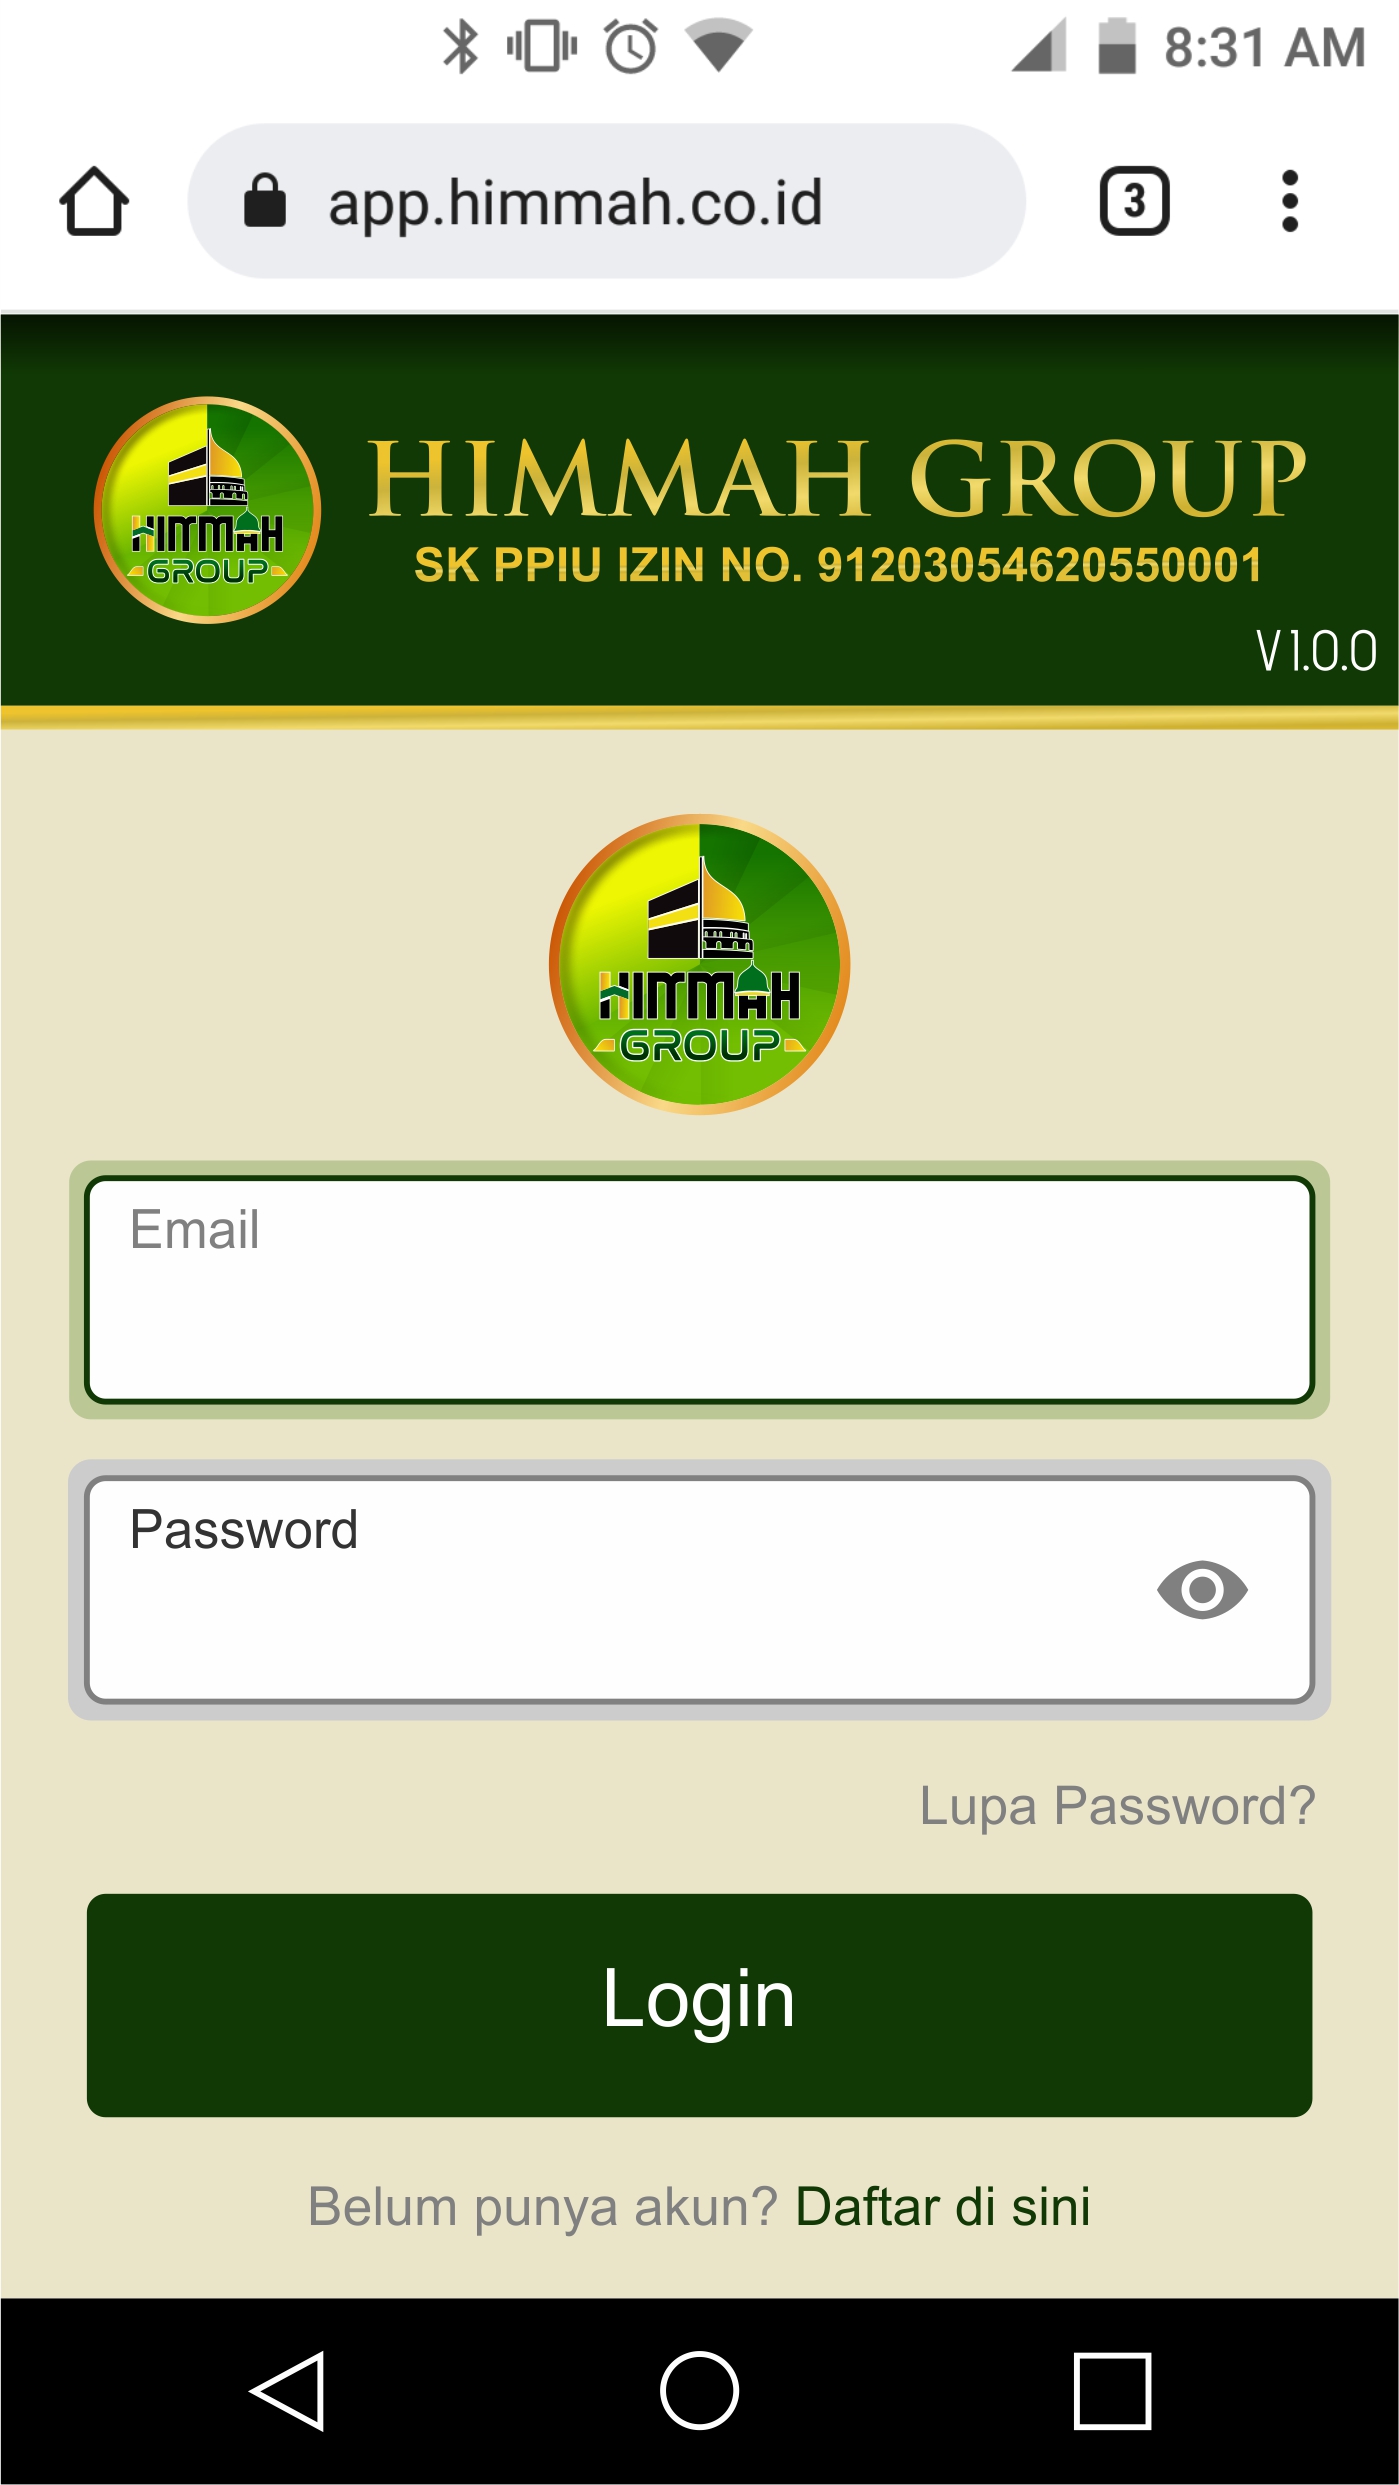 8:31 AM
app.himmah.co.id
3
HIMMAH GROUP
SK PPIU IZIN NO. 91203054620550001
HIMMAH
GROUP
V1.0.0
HIMMAH
GROUP
Email
Password
Lupa Password?
Login
Belum punya akun? Daftar di sini